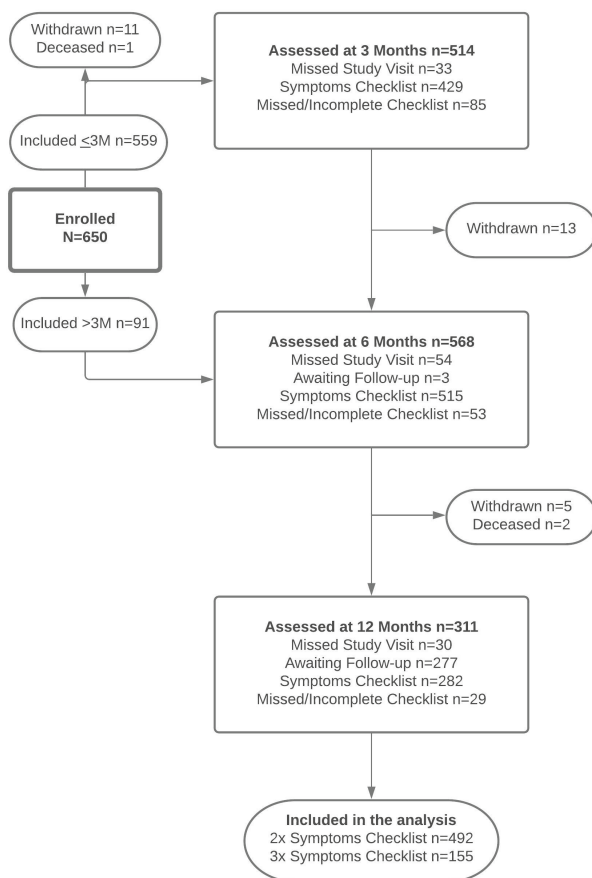 Withdrawn n=11
Deceased n=1
Assessed at 3 Months n=514
Missed Study Visit n=33
Symptoms Checklist n=429
Missed/Incomplete Checklist n=85
Included ≤3M n=559
Enrolled
N=650
Withdrawn n=13
Included >3M n=91
Assessed at 6 Months n=568
Missed Study Visit n=54
Awaiting Follow-up n=3
Symptoms Checklist n=515
Missed/Incomplete Checklist n=53
Withdrawn n=5
Deceased n=2
Assessed at 12 Months n=311
Missed Study Visit n=30
Awaiting Follow-up n=277
Symptoms Checklist n=282
Missed/Incomplete Checklist n=29
Included in the analysis
2x Symptoms Checklist n=492
3x Symptoms Checklist n=155